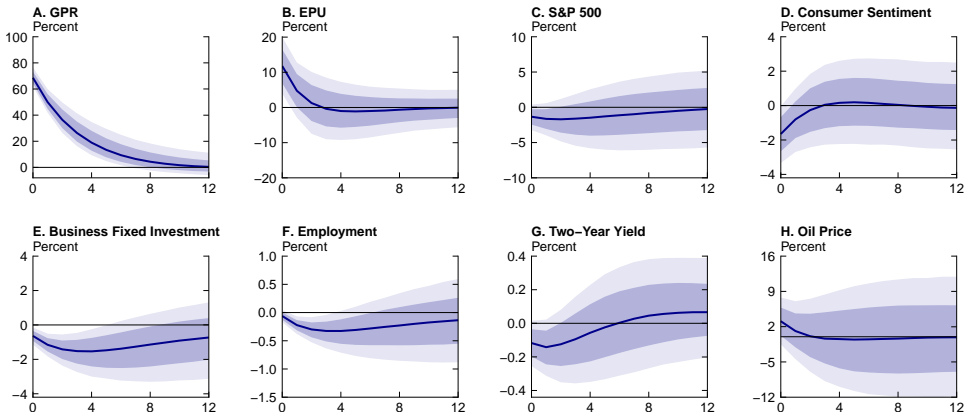 A. GPR
Percent
100
80
60
40
20
0
0 4 8 12
B. EPU
Percent
20
10
0
−10
−20
0 4 8 12
C. S&P 500
Percent
10
5
0
−5
−10
0 4 8 12
D. Consumer Sentiment
Percent
4
2
0
−2
−4
0 4 8 12
E. Business Fixed Investment
Percent
4
2
0
−2
−4
0 4 8 12
F. Employment
Percent
1.0
0.5
0.0
−0.5
−1.0
−1.5
0 4 8 12
G. Two−Year Yield
Percent
0.4
0.2
0.0
−0.2
−0.4
0 4 8 12
H. Oil Price
Percent
16
9
2
−5
−12
0 4 8 12